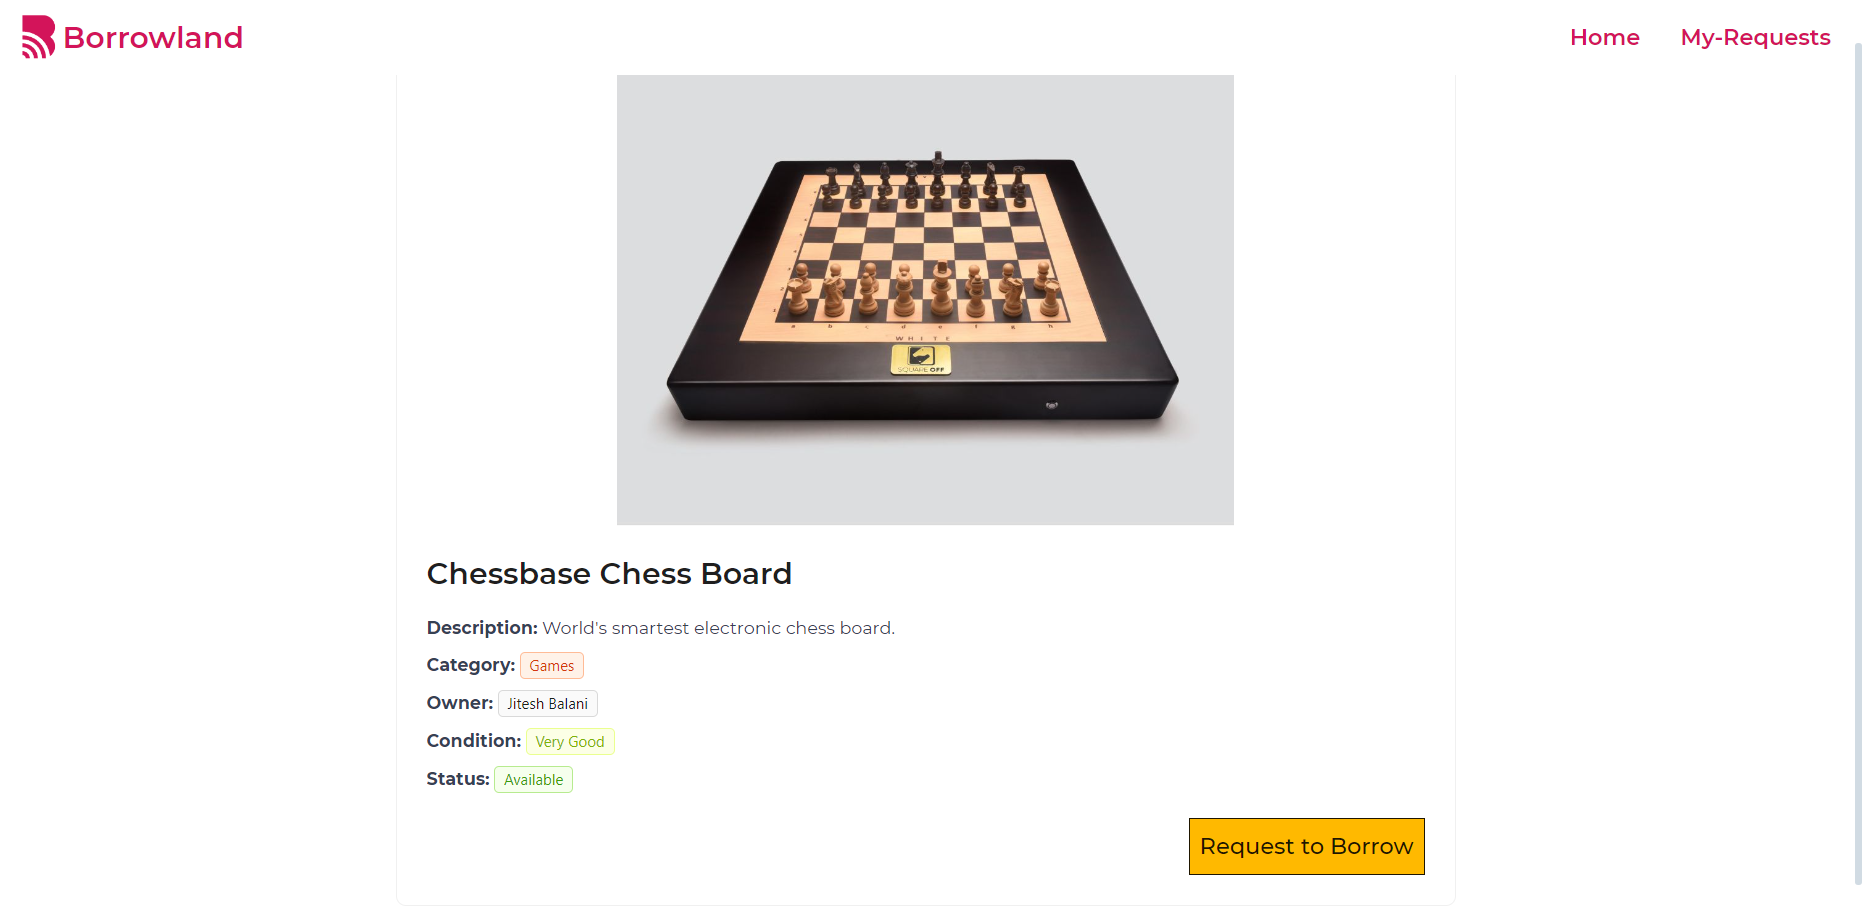 Borrowland
Home
My-Requests
a b c d e f g h
WHITE
SQUARE OFF
Chessbase Chess Board
Description: World's smartest electronic chess board.
Category: Games
Owner: Jitesh Balani
Condition: Very Good
Status: Available
Request to Borrow